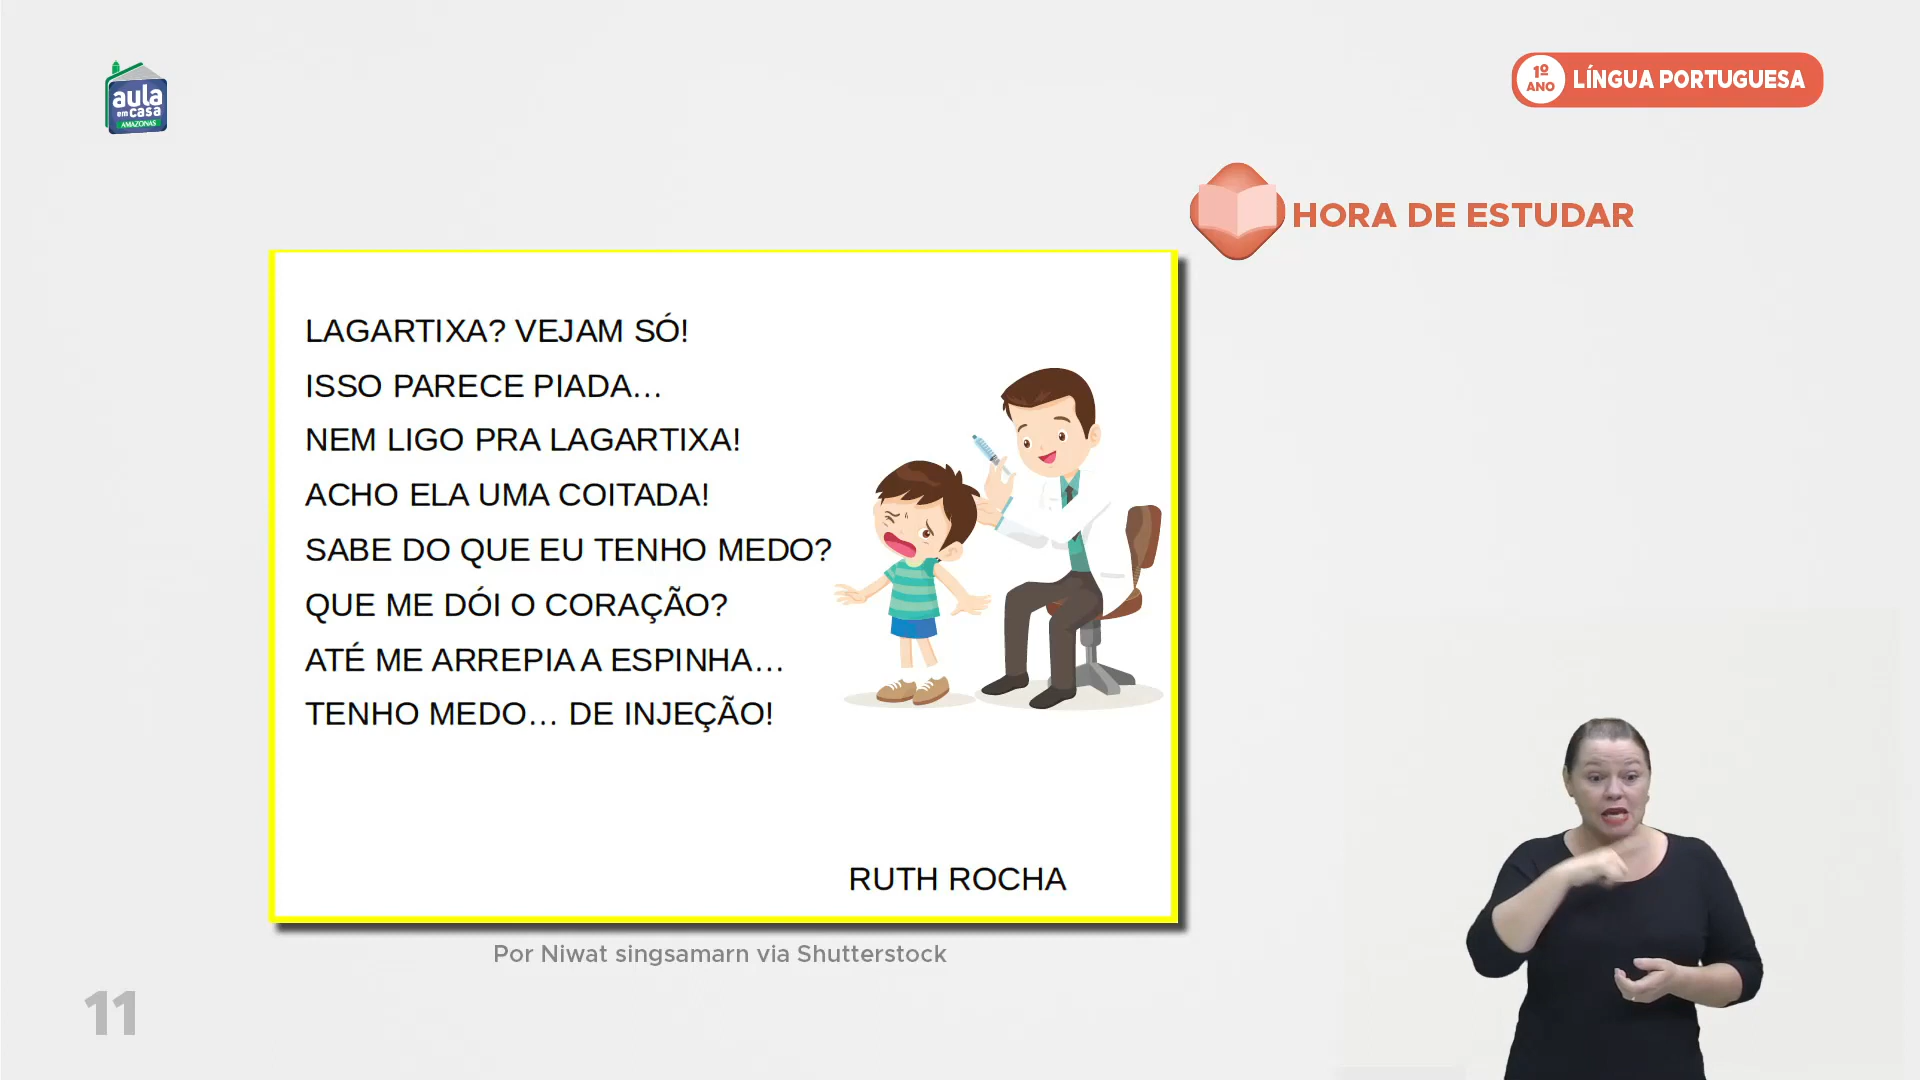 aula
em casa
AMAZONAS
1º
ANO
LÍNGUA PORTUGUESA
HORA DE ESTUDAR
LAGARTIXA? VEJAM SÓ!
ISSO PARECE PIADA…
NEM LIGO PRA LAGARTIXA!
ACHO ELA UMA COITADA!
SABE DO QUE EU TENHO MEDO?
QUE ME DÓI O CORAÇÃO?
ATÉ ME ARREPIA A ESPINHA…
TENHO MEDO… DE INJEÇÃO!
RUTH ROCHA
Por Niwat singsamarn via Shutterstock
11